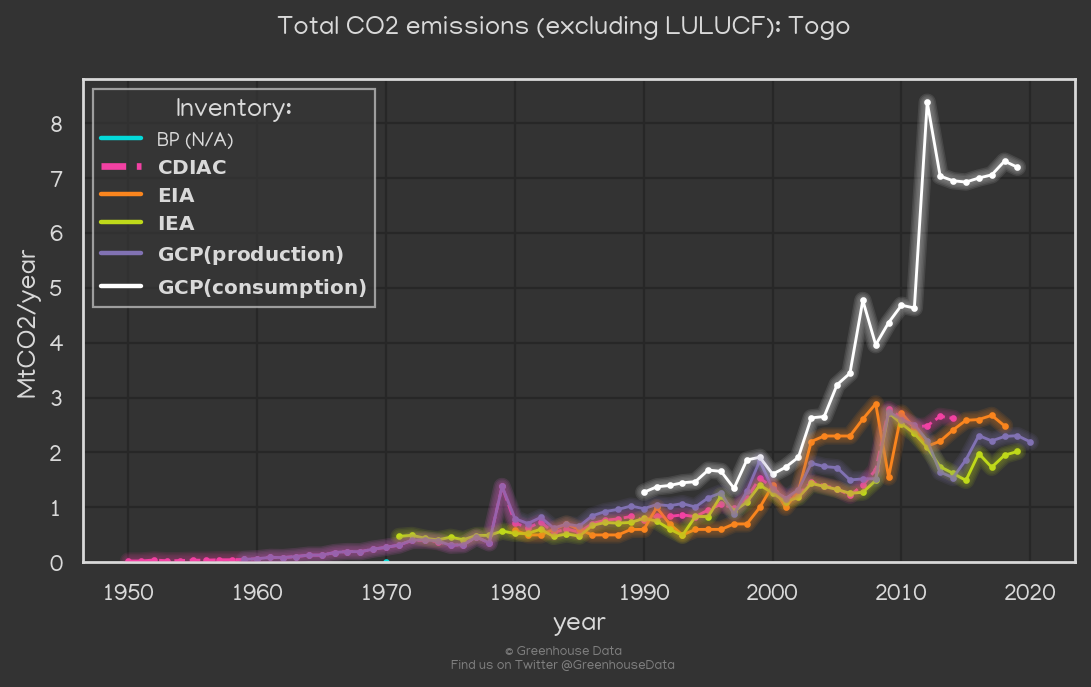 Total CO2 emissions (excluding LULUCF): Togo
Inventory:
BP (N/A)
CDIAC
EIA
IEA
GCP(production)
GCP(consumption)
MtCO2/year
8
7
6
5
4
3
2
1
0
1950 1960 1970 1980 1990 2000 2010 2020
year
© Greenhouse Data
Find us on Twitter @GreenhouseData